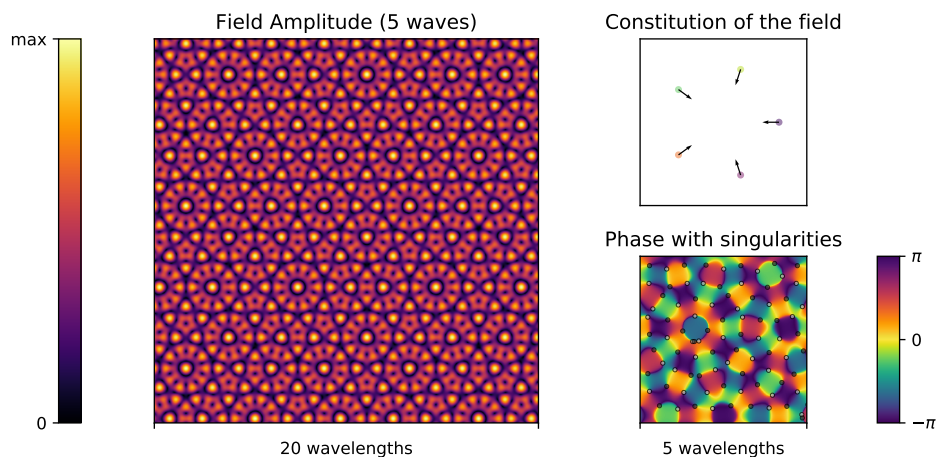 Field Amplitude (5 waves)
max
0
20 wavelengths
Constitution of the field
Phase with singularities
5 wavelengths
π
0
−π